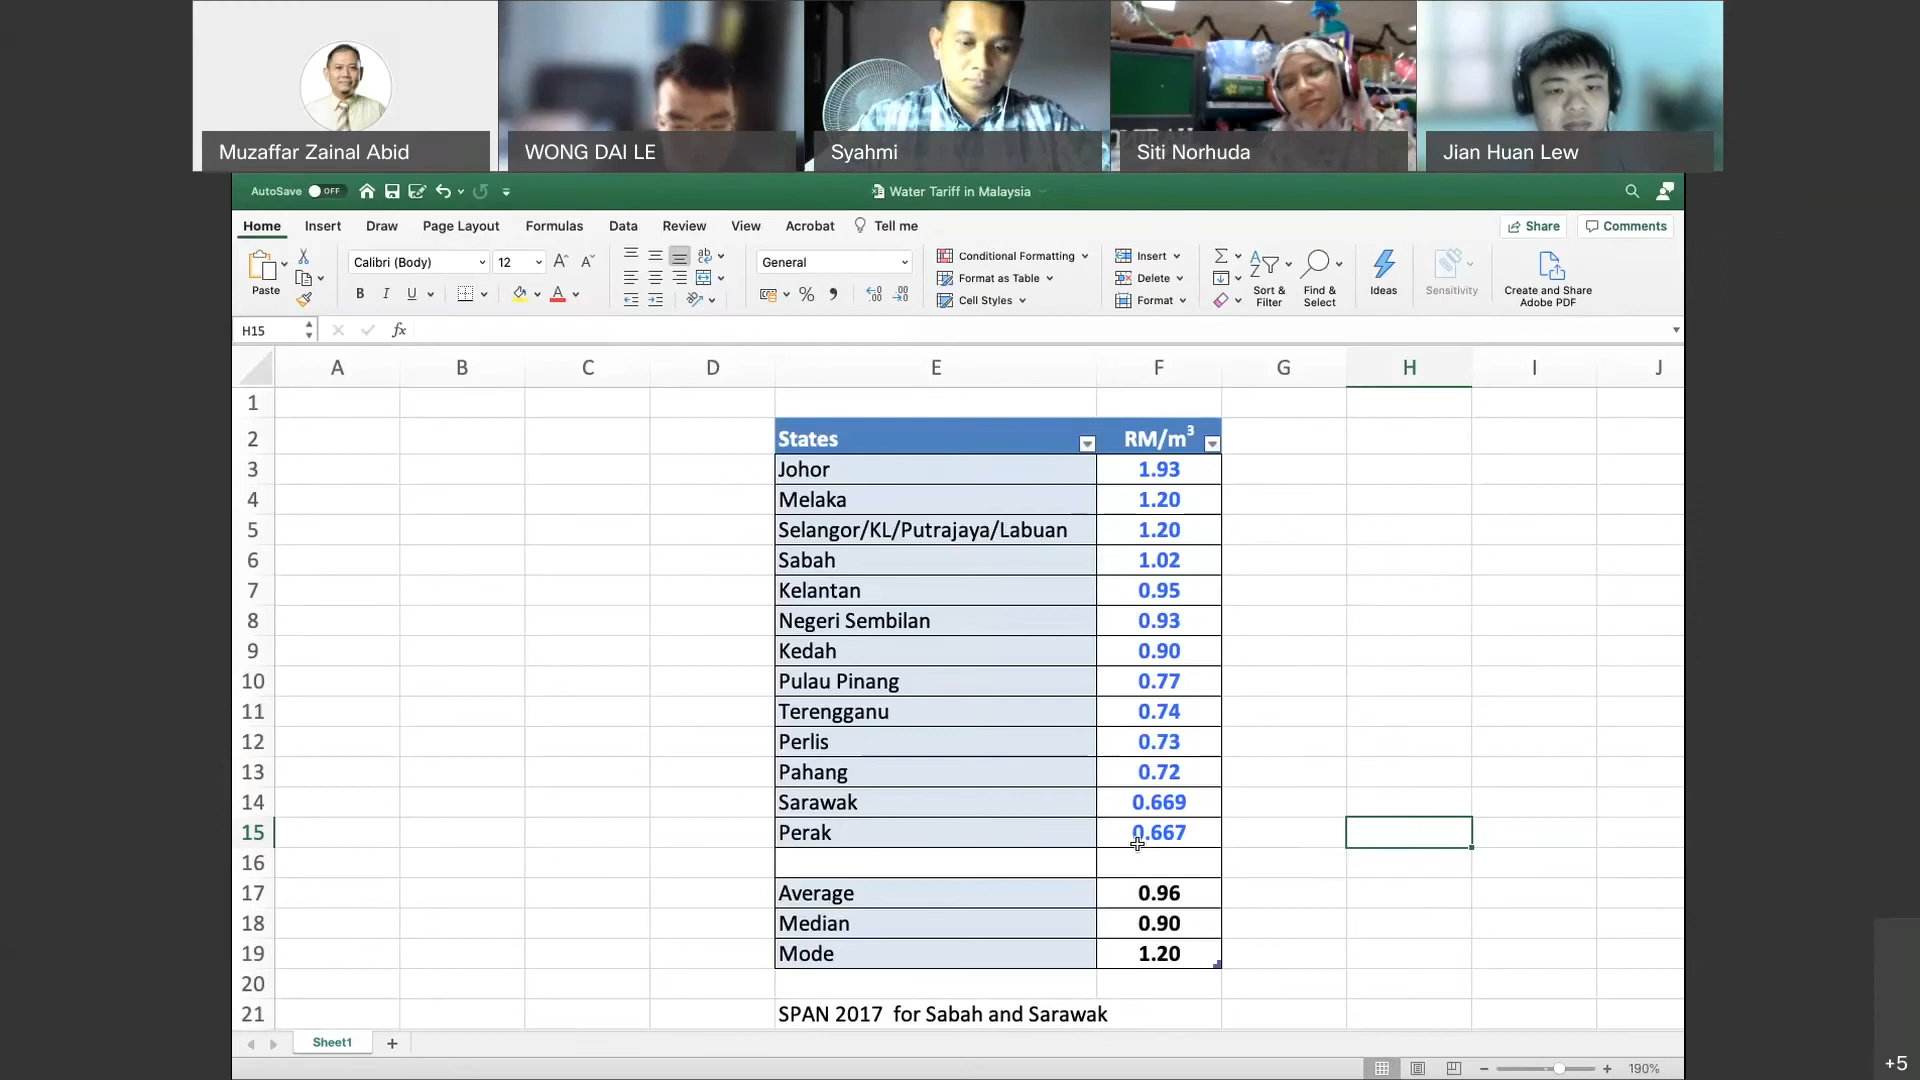 Muzaffar Zainal Abid
WONG DAI LE
Syahmi
Siti Norhuda
Jian Huan Lew
AutoSave OFF
Water Tariff in Malaysia
Home Insert Draw Page Layout Formulas Data Review View Acrobat Tell me
Share Comments
Paste
Calibri (Body) 12
General
Conditional Formatting
Format as Table
Cell Styles
Insert
Delete
Format
Sort & Filter
Find & Select
Ideas
Sensitivity
Create and Share Adobe PDF
H15 fx
A B C D E F G H I J
1
2 States RM/m³
3 Johor 1.93
4 Melaka 1.20
5 Selangor/KL/Putrajaya/Labuan 1.20
6 Sabah 1.02
7 Kelantan 0.95
8 Negeri Sembilan 0.93
9 Kedah 0.90
10 Pulau Pinang 0.77
11 Terengganu 0.74
12 Perlis 0.73
13 Pahang 0.72
14 Sarawak 0.669
15 Perak 0.667
16
17 Average 0.96
18 Median 0.90
19 Mode 1.20
20
21 SPAN 2017 for Sabah and Sarawak
Sheet1 +
190%
+5